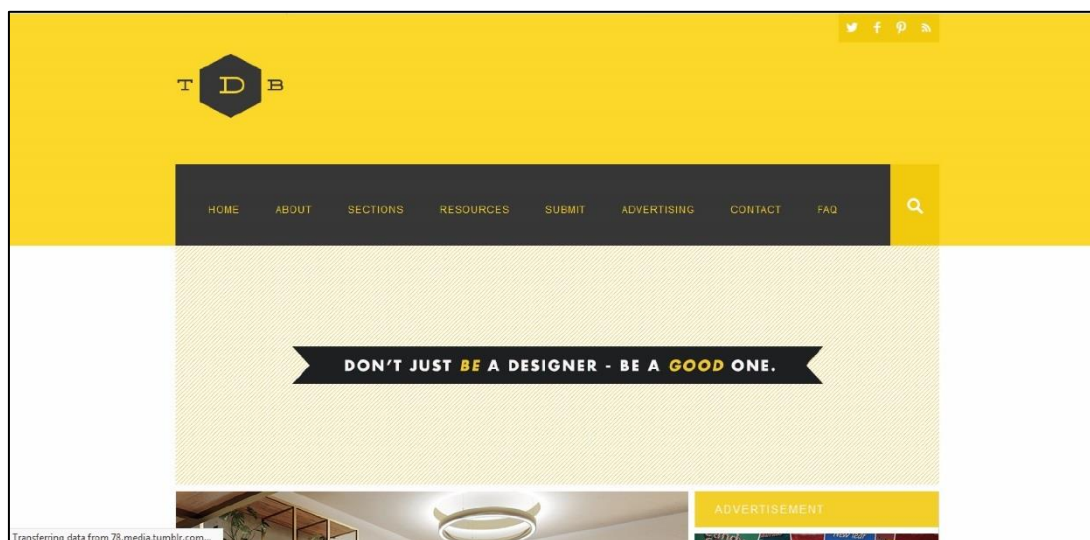 T D B
HOME ABOUT SECTIONS RESOURCES SUBMIT ADVERTISING CONTACT FAQ
DON'T JUST BE A DESIGNER - BE A GOOD ONE.
ADVERTISEMENT
Transferring data from 78.media.tumblr.com...